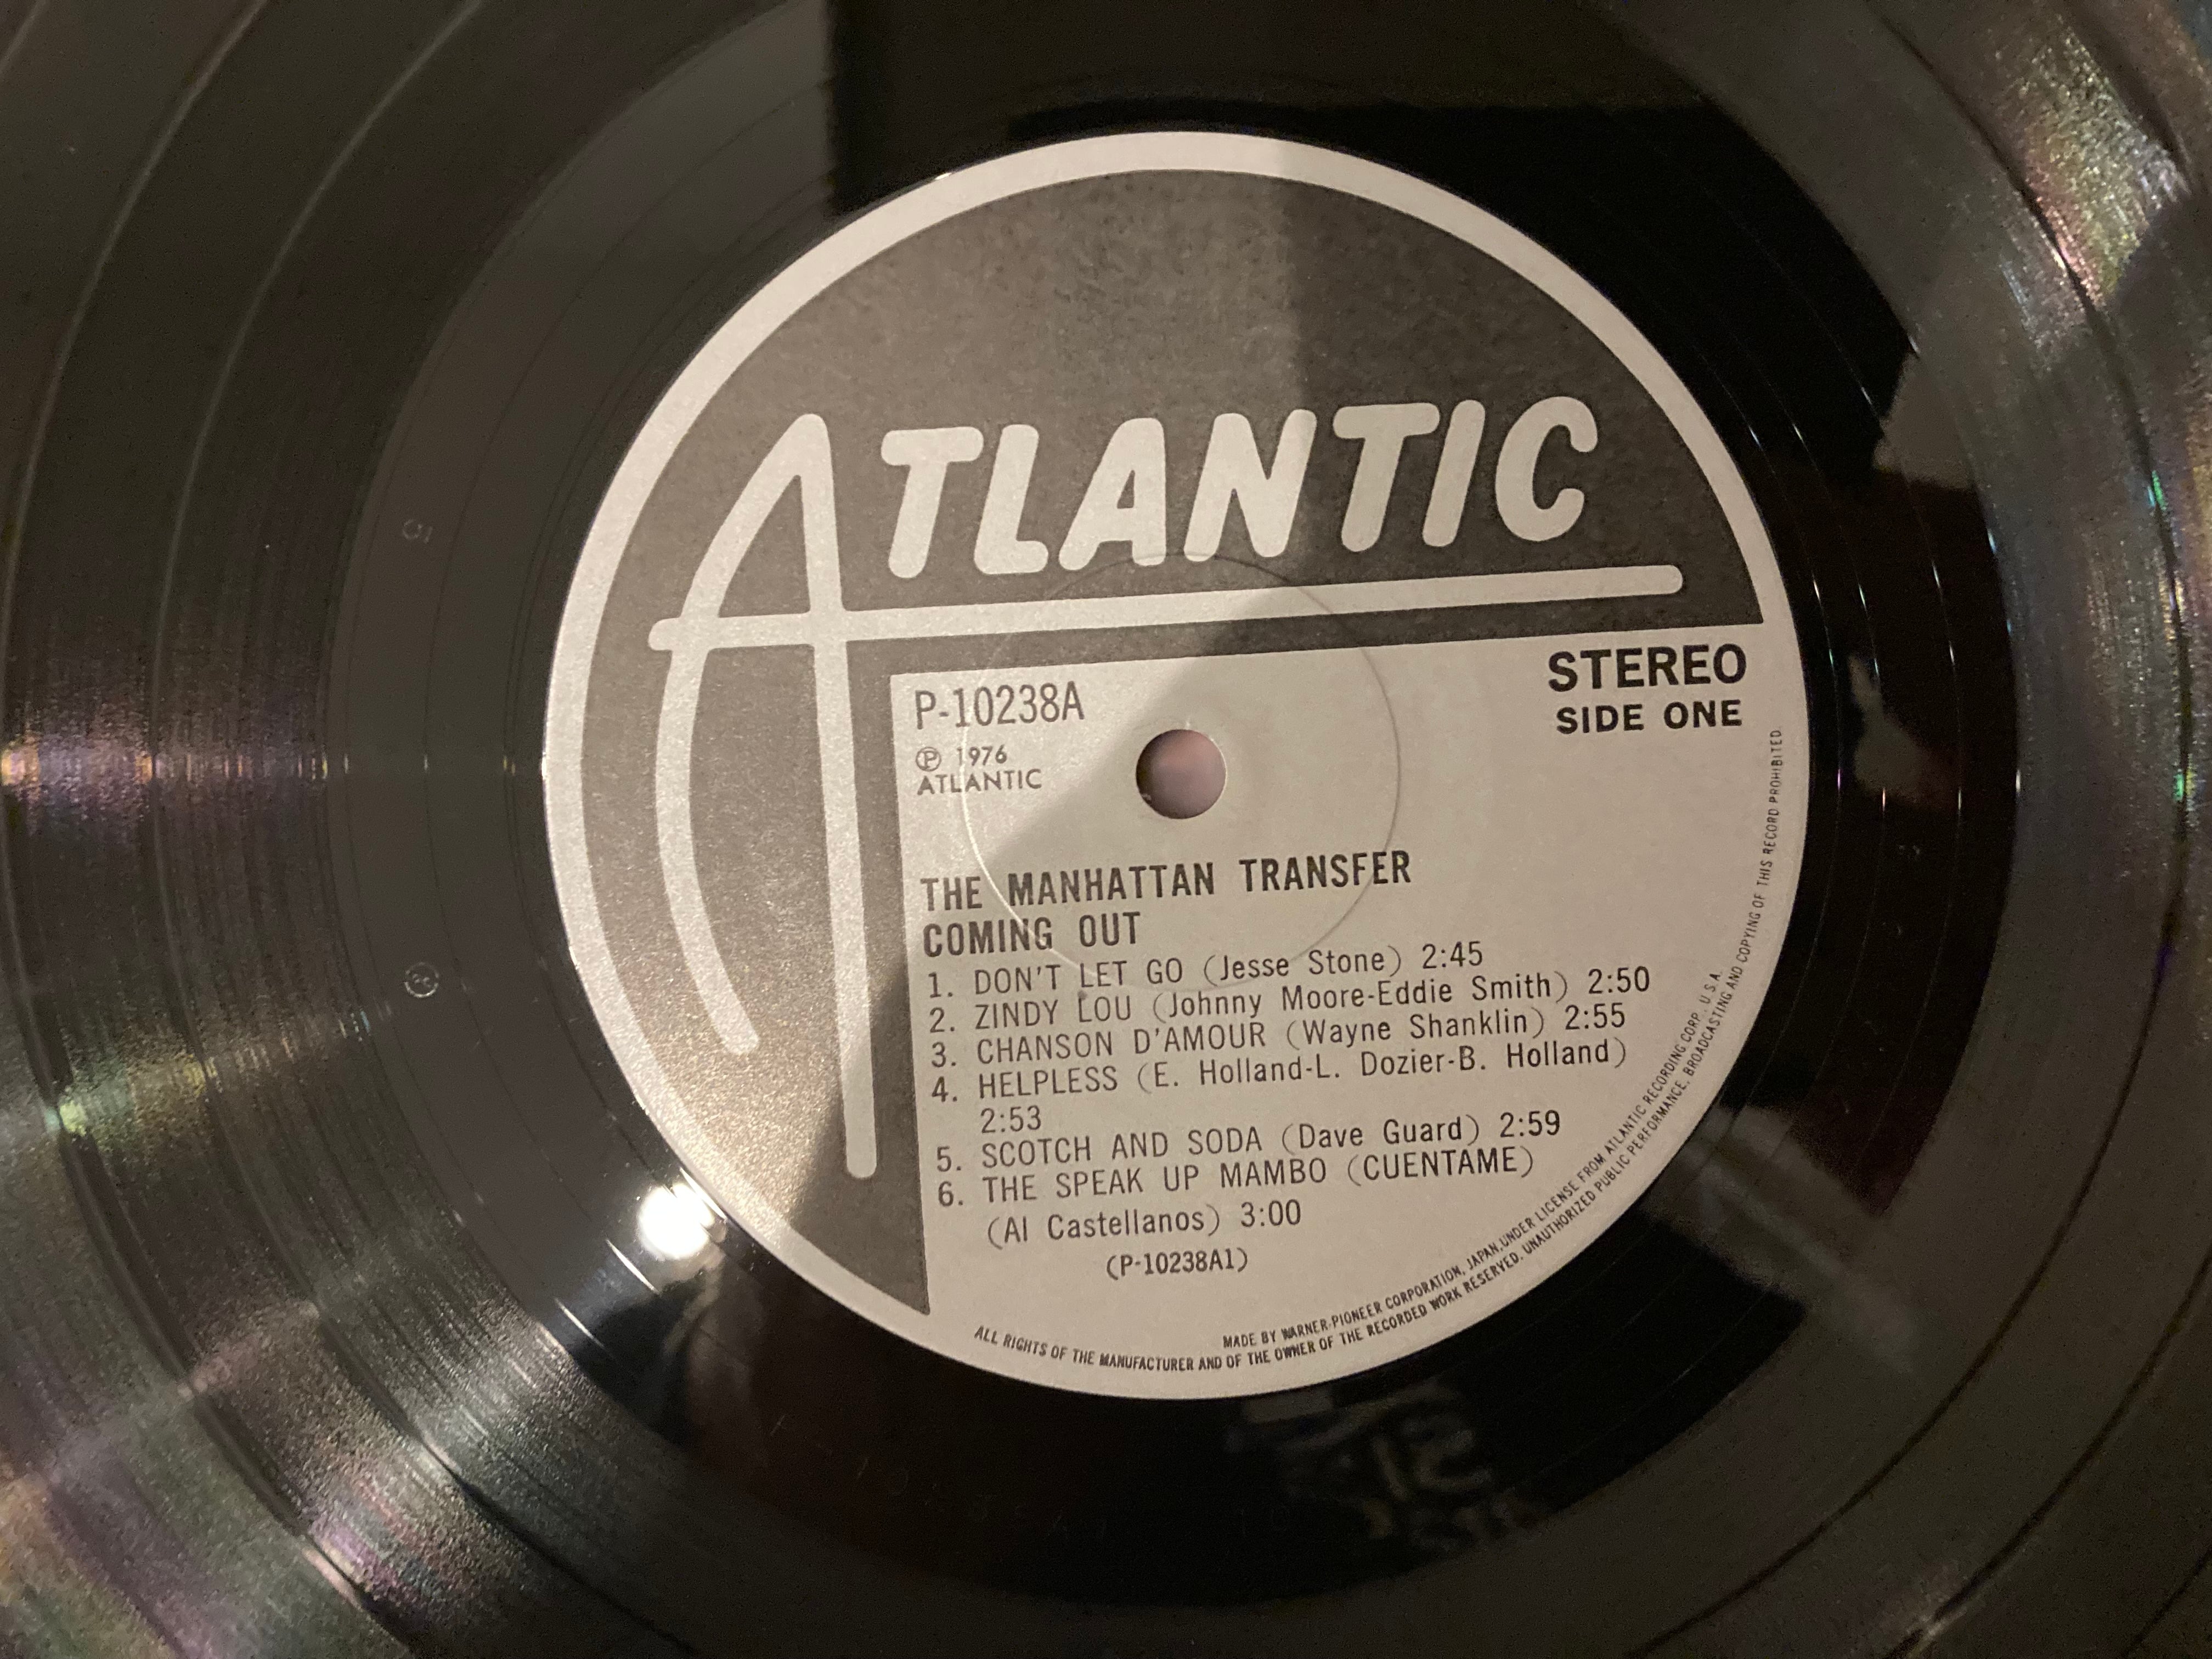 ATLANTIC
STEREO
SIDE ONE
P-10238A
Ⓟ 1976
ATLANTIC
THE MANHATTAN TRANSFER
COMING OUT
1. DON'T LET GO (Jesse Stone) 2:45
2. ZINDY LOU (Johnny Moore-Eddie Smith) 2:50
3. CHANSON D'AMOUR (Wayne Shanklin) 2:55
4. HELPLESS (E. Holland-L. Dozier-B. Holland)
2:53
5. SCOTCH AND SODA (Dave Guard) 2:59
6. THE SPEAK UP MAMBO (CUENTAME)
(Al Castellanos) 3:00
(P-10238A1)
MADE BY WARNER-PIONEER CORPORATION, JAPAN, UNDER LICENSE FROM ATLANTIC RECORDING CORP., U.S.A.
ALL RIGHTS OF THE MANUFACTURER AND OF THE OWNER OF THE RECORDED WORK RESERVED. UNAUTHORIZED PUBLIC PERFORMANCE, BROADCASTING AND COPYING OF THIS RECORD PROHIBITED.